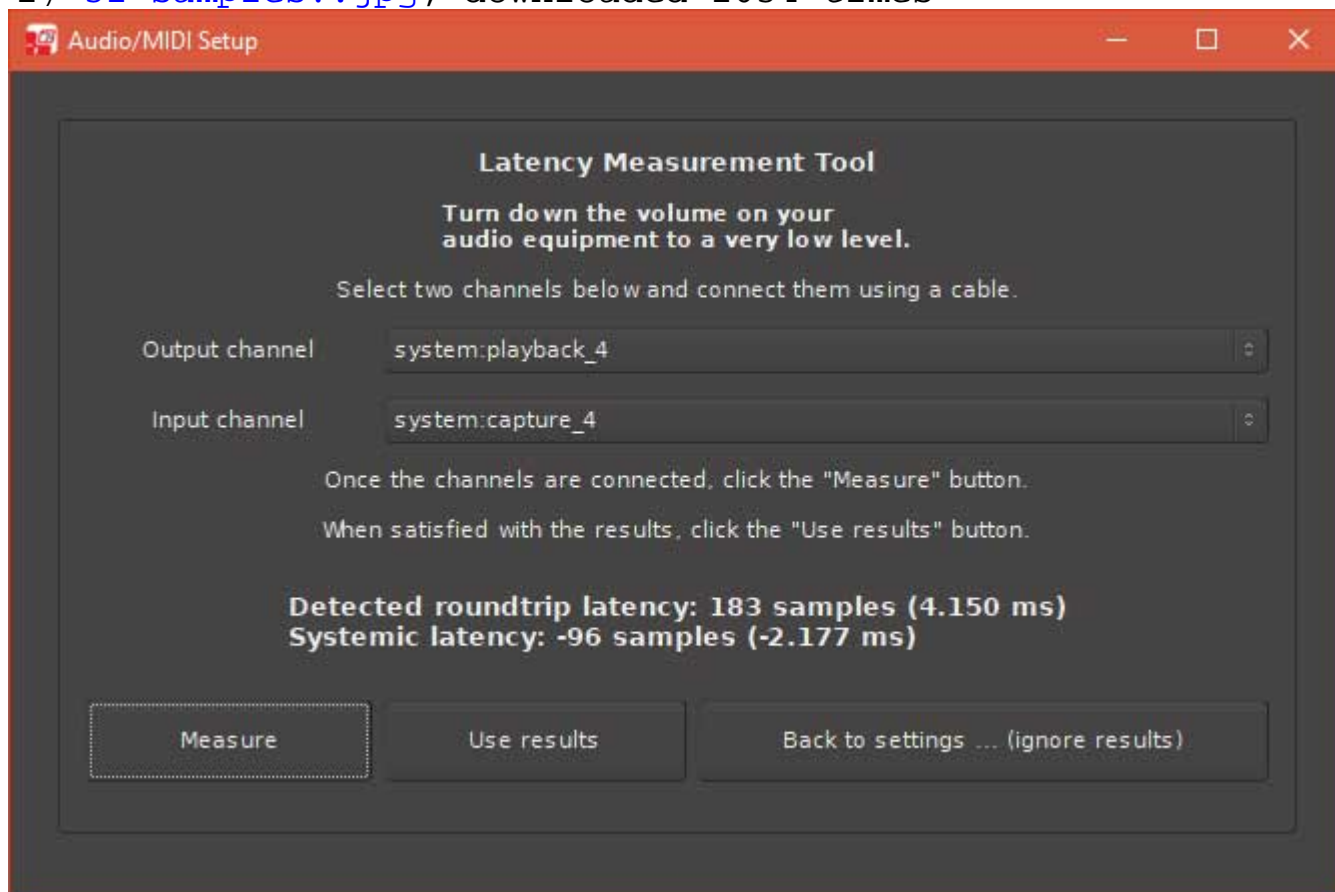 Audio/MIDI Setup
Latency Measurement Tool
Turn down the volume on your
audio equipment to a very low level.
Select two channels below and connect them using a cable.
Output channel system:playback_4
Input channel system:capture_4
Once the channels are connected, click the "Measure" button.
When satisfied with the results, click the "Use results" button.
Detected roundtrip latency: 183 samples (4.150 ms)
Systemic latency: -96 samples (-2.177 ms)
Measure Use results Back to settings ... (ignore results)